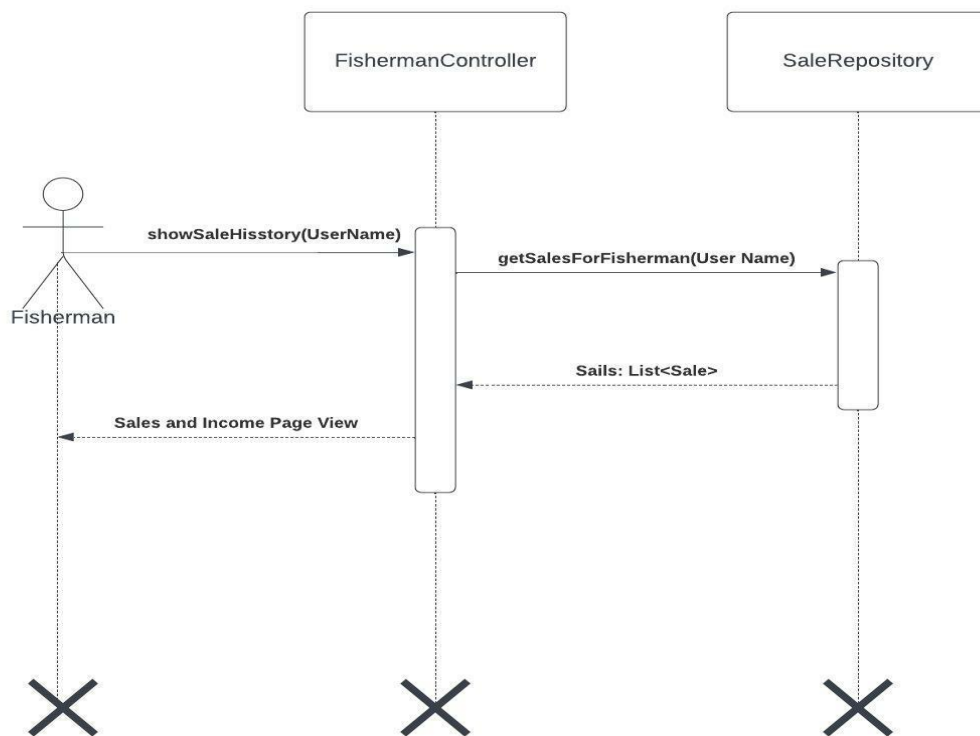 FishermanController
SaleRepository
showSaleHisstory(UserName)
getSalesForFisherman(User Name)
Fisherman
Sails: List<Sale>
Sales and Income Page View